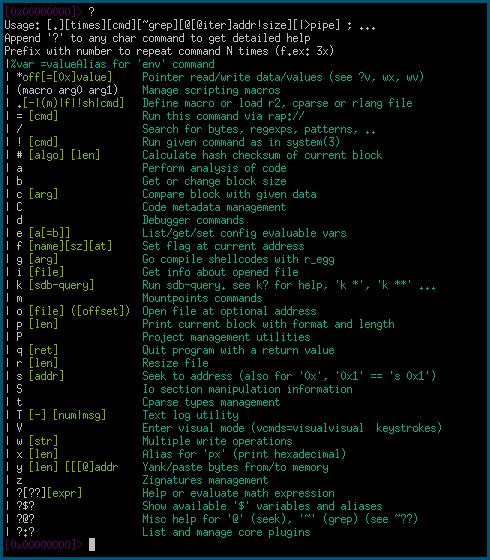 [0x00000000]> ?
Usage: [.][times][cmd][~grep][@[@iter]addr!size][|>pipe] ; ...
Append '?' to any char command to get detailed help
Prefix with number to repeat command N times (f.ex: 3x)
|%var =valueAlias for 'env' command
| *off[=[0x]value]    Pointer read/write data/values (see ?v, wx, wv)
| (macro arg0 arg1)   Manage scripting macros
| .[-|(m)|f|!sh|cmd]  Define macro or load r2, cparse or rlang file
| = [cmd]             Run this command via rap://
| /                   Search for bytes, regexps, patterns, ..
| ! [cmd]             Run given command as in system(3)
| # [algo] [len]      Calculate hash checksum of current block
| a                   Perform analysis of code
| b                   Get or change block size
| c [arg]             Compare block with given data
| C                   Code metadata management
| d                   Debugger commands
| e [a[=b]]           List/get/set config evaluable vars
| f [name][sz][at]    Set flag at current address
| g [arg]             Go compile shellcodes with r_egg
| i [file]            Get info about opened file
| k [sdb-query]       Run sdb-query. see k? for help, 'k *', 'k **' ...
| m                   Mountpoints commands
| o [file] ([offset]) Open file at optional address
| p [len]             Print current block with format and length
| P                   Project management utilities
| q [ret]             Quit program with a return value
| r [len]             Resize file
| s [addr]            Seek to address (also for '0x', '0x1' == 's 0x1')
| S                   Io section manipulation information
| t                   Cparse types management
| T [-] [num|msg]     Text log utility
| V                   Enter visual mode (vcmds=visualvisual  keystrokes)
| w [str]             Multiple write operations
| x [len]             Alias for 'px' (print hexadecimal)
| y [len] [[[@]addr   Yank/paste bytes from/to memory
| z                   Zignatures management
| ?[??][expr]         Help or evaluate math expression
| ?$?                 Show available '$' variables and aliases
| ?@?                 Misc help for '@' (seek), '~' (grep) (see ~??)
| ?:?                 List and manage core plugins
[0x00000000]>